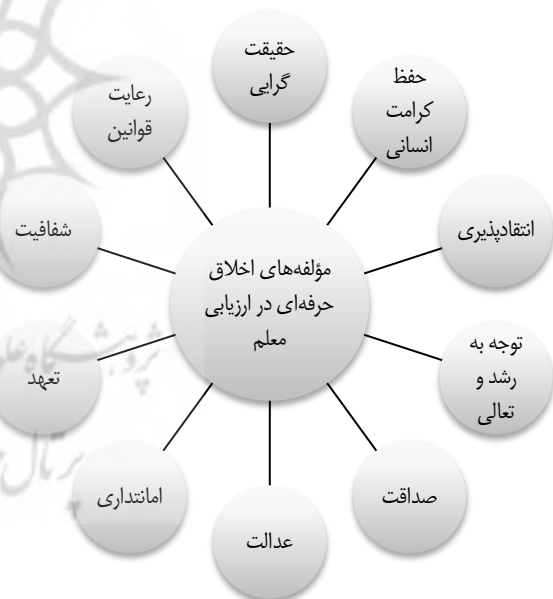 حقیقت
گرایی
حفظ
کرامت
انسانی
انتقادپذیری
توجه به
رشد و
تعالی
صداقت
عدالت
امانتداری
تعهد
شفافیت
رعایت
قوانین
مؤلفه‌های اخلاق
حرفه‌ای در ارزیابی
معلم